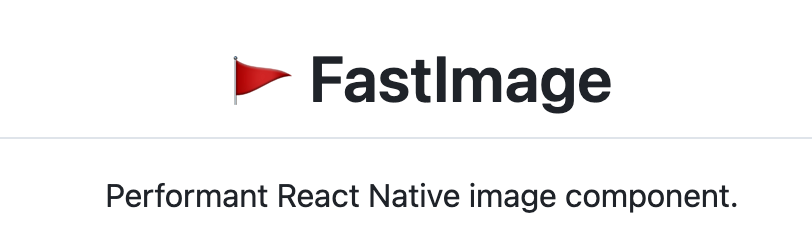 🚩 FastImage
Performant React Native image component.